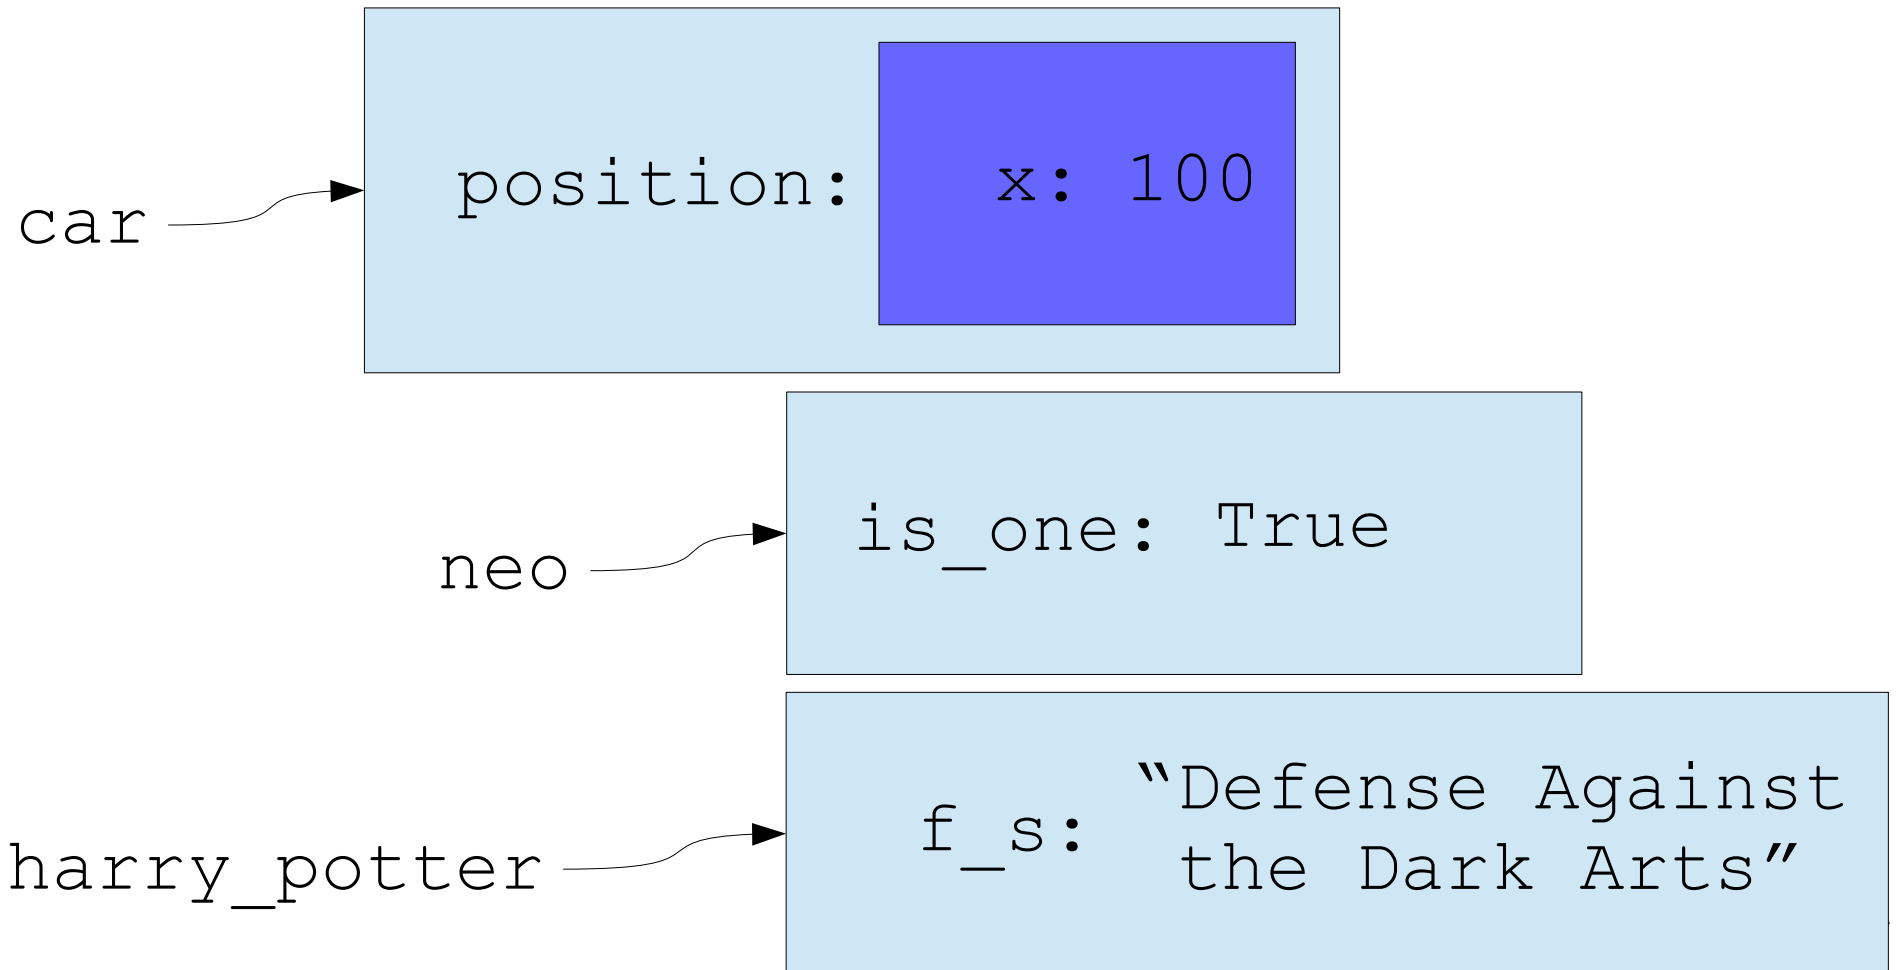 car
position:
x: 100
neo
is_one: True
harry_potter
f_s:
“Defense Against
the Dark Arts”